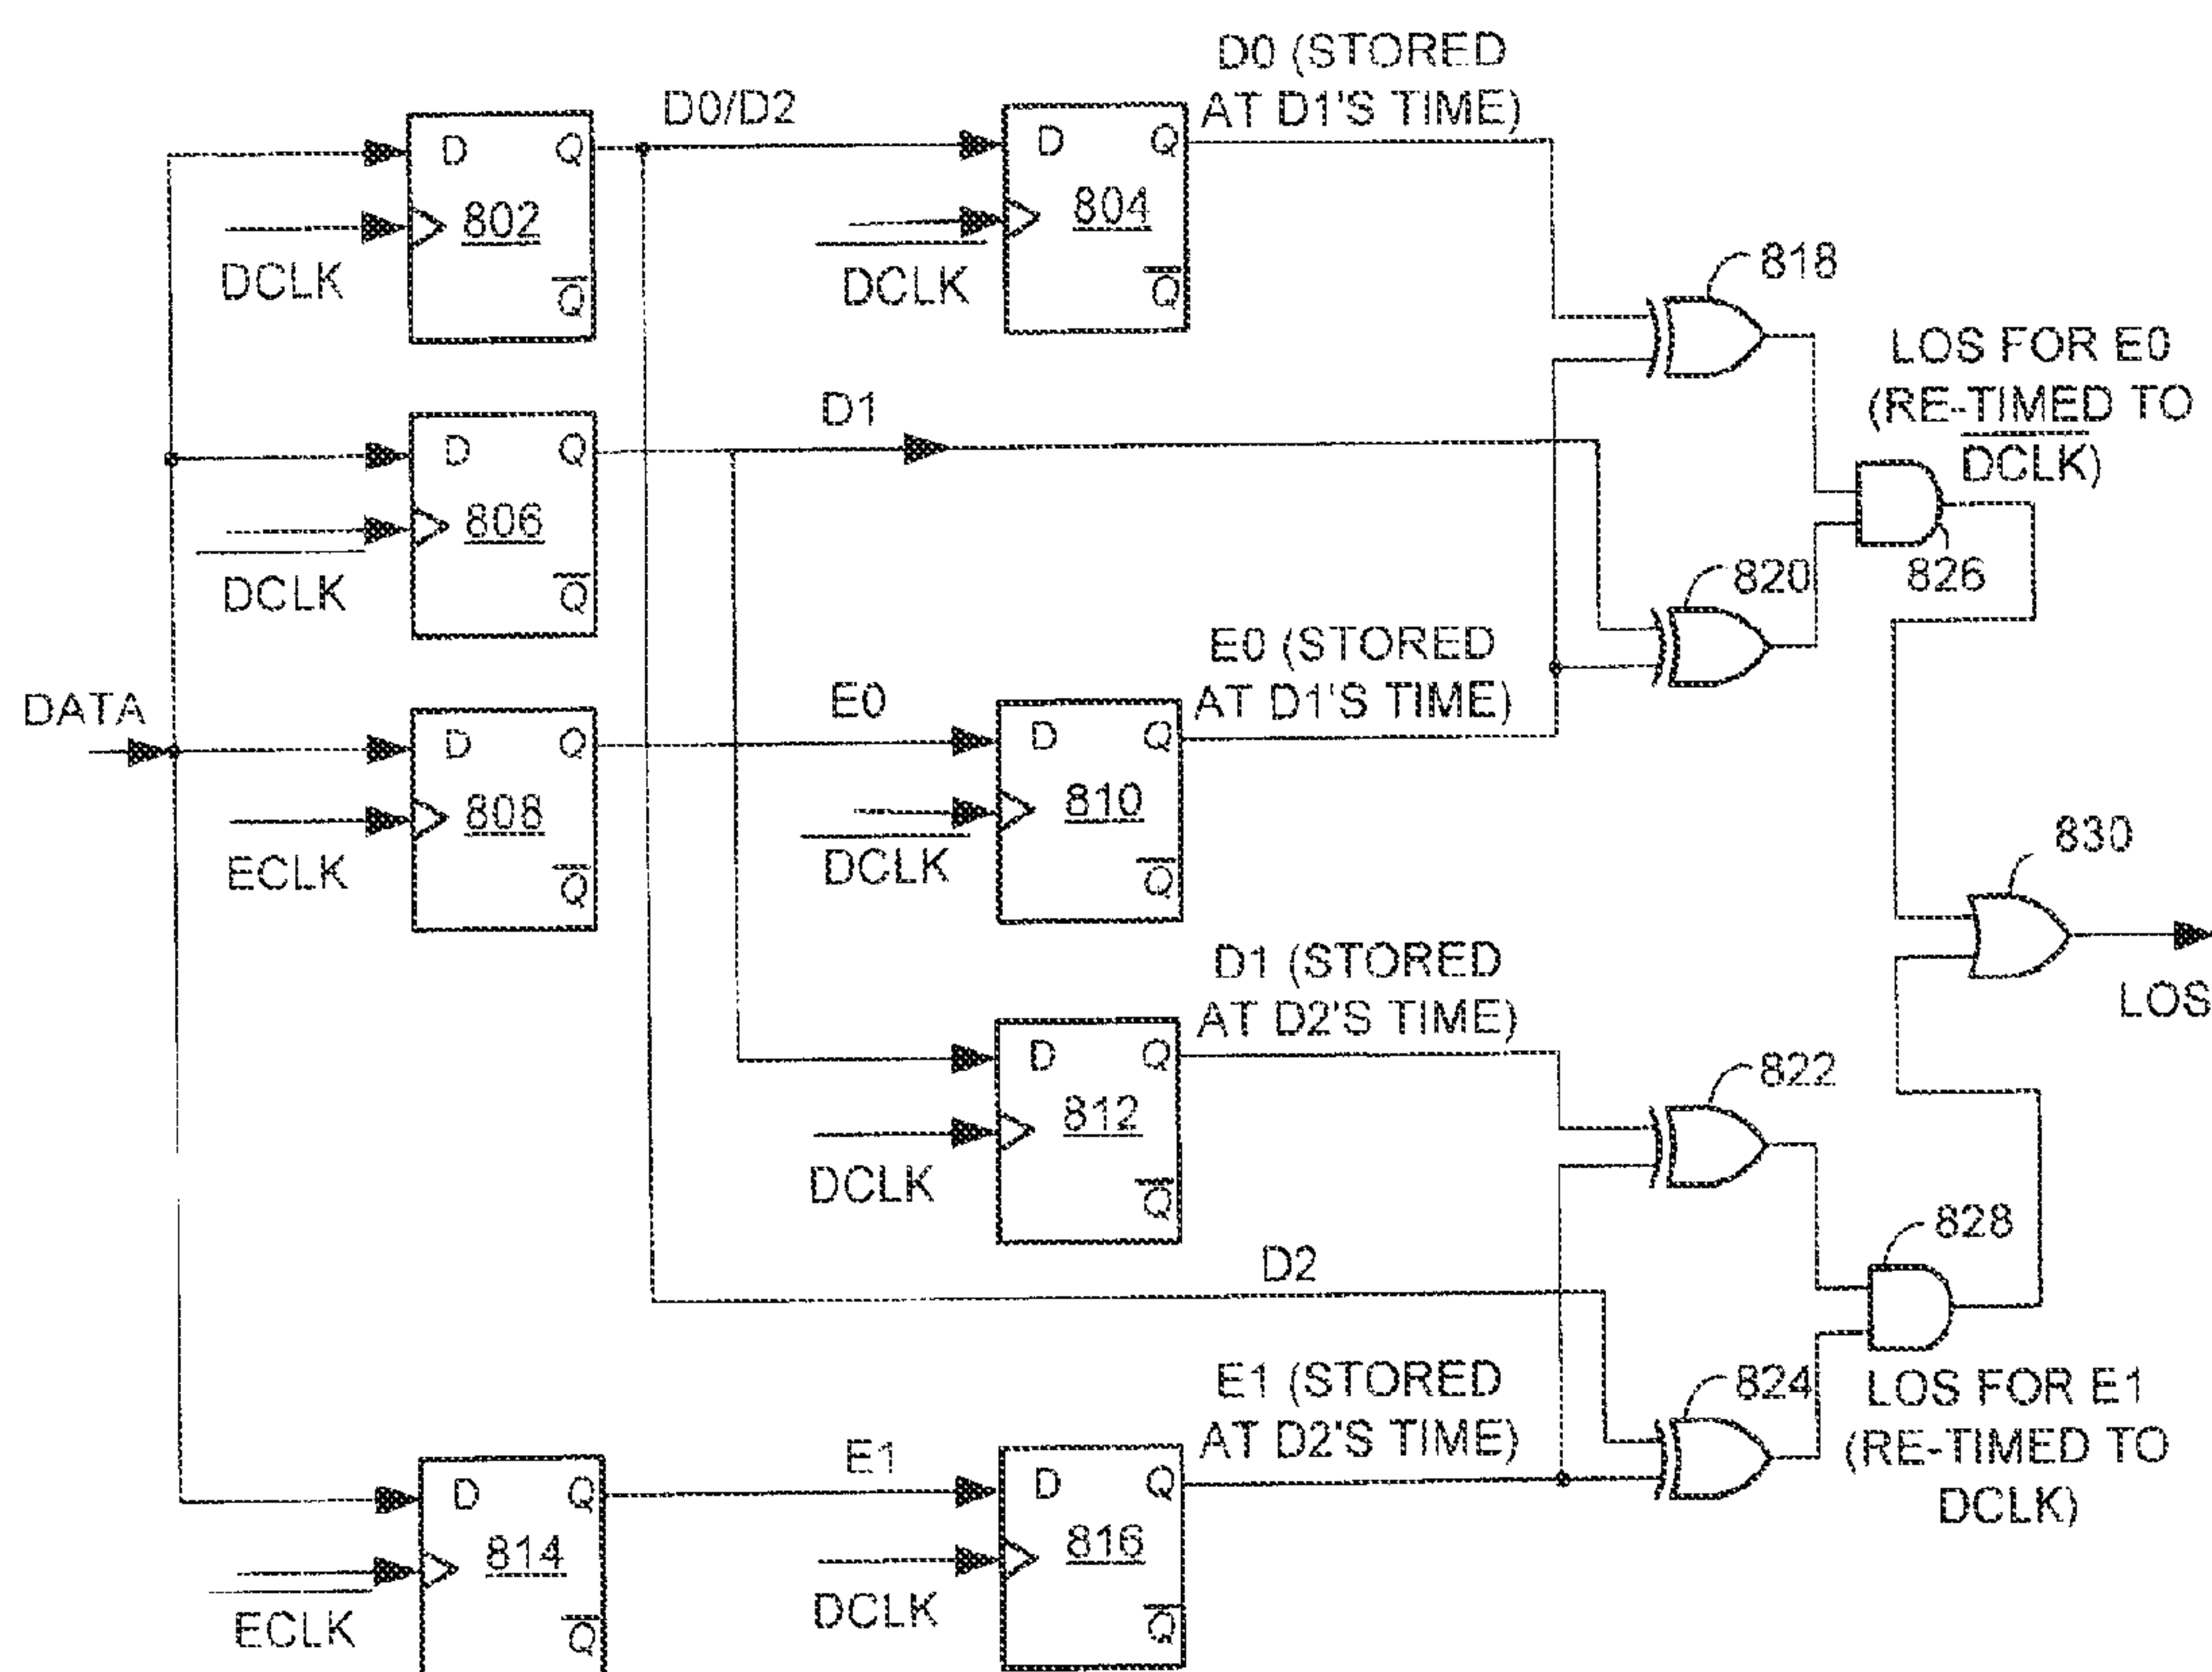 D0 (STORED
AT D1'S TIME)
D0/D2
D Q
802
Q
DCLK
D Q
804
Q
DCLK
818
LOS FOR E0
(RE-TIMED TO
DCLK)
D1
D Q
806
Q
DCLK
820
826
E0 (STORED
AT D1'S TIME)
DATA
E0
D Q
808
Q
ECLK
D Q
810
Q
DCLK
830
LOS
D1 (STORED
AT D2'S TIME)
D Q
812
Q
DCLK
822
828
D2
E1 (STORED
AT D2'S TIME)
824
LOS FOR E1
(RE-TIMED TO
DCLK)
E1
D Q
814
Q
ECLK
D Q
816
Q
DCLK